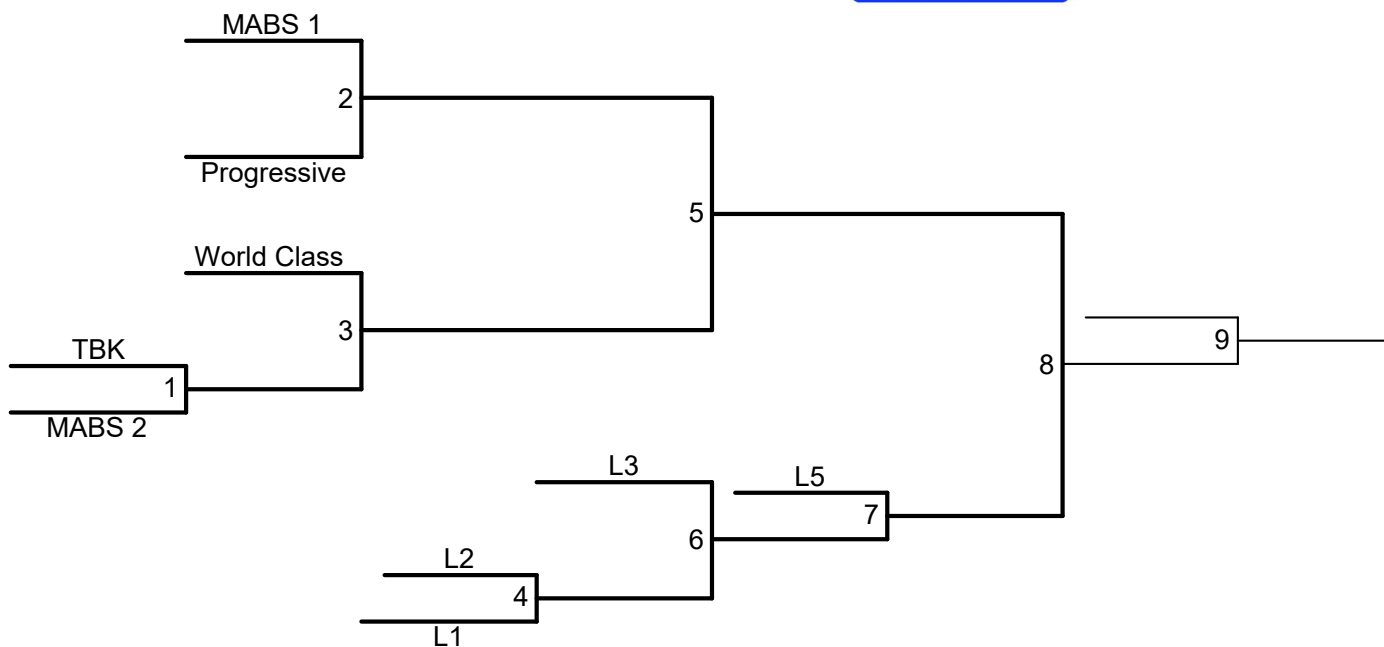 MABS 1
2
Progressive
5
World Class
3
9
TBK
8
1
MABS 2
L3
L5
7
6
L2
4
L1